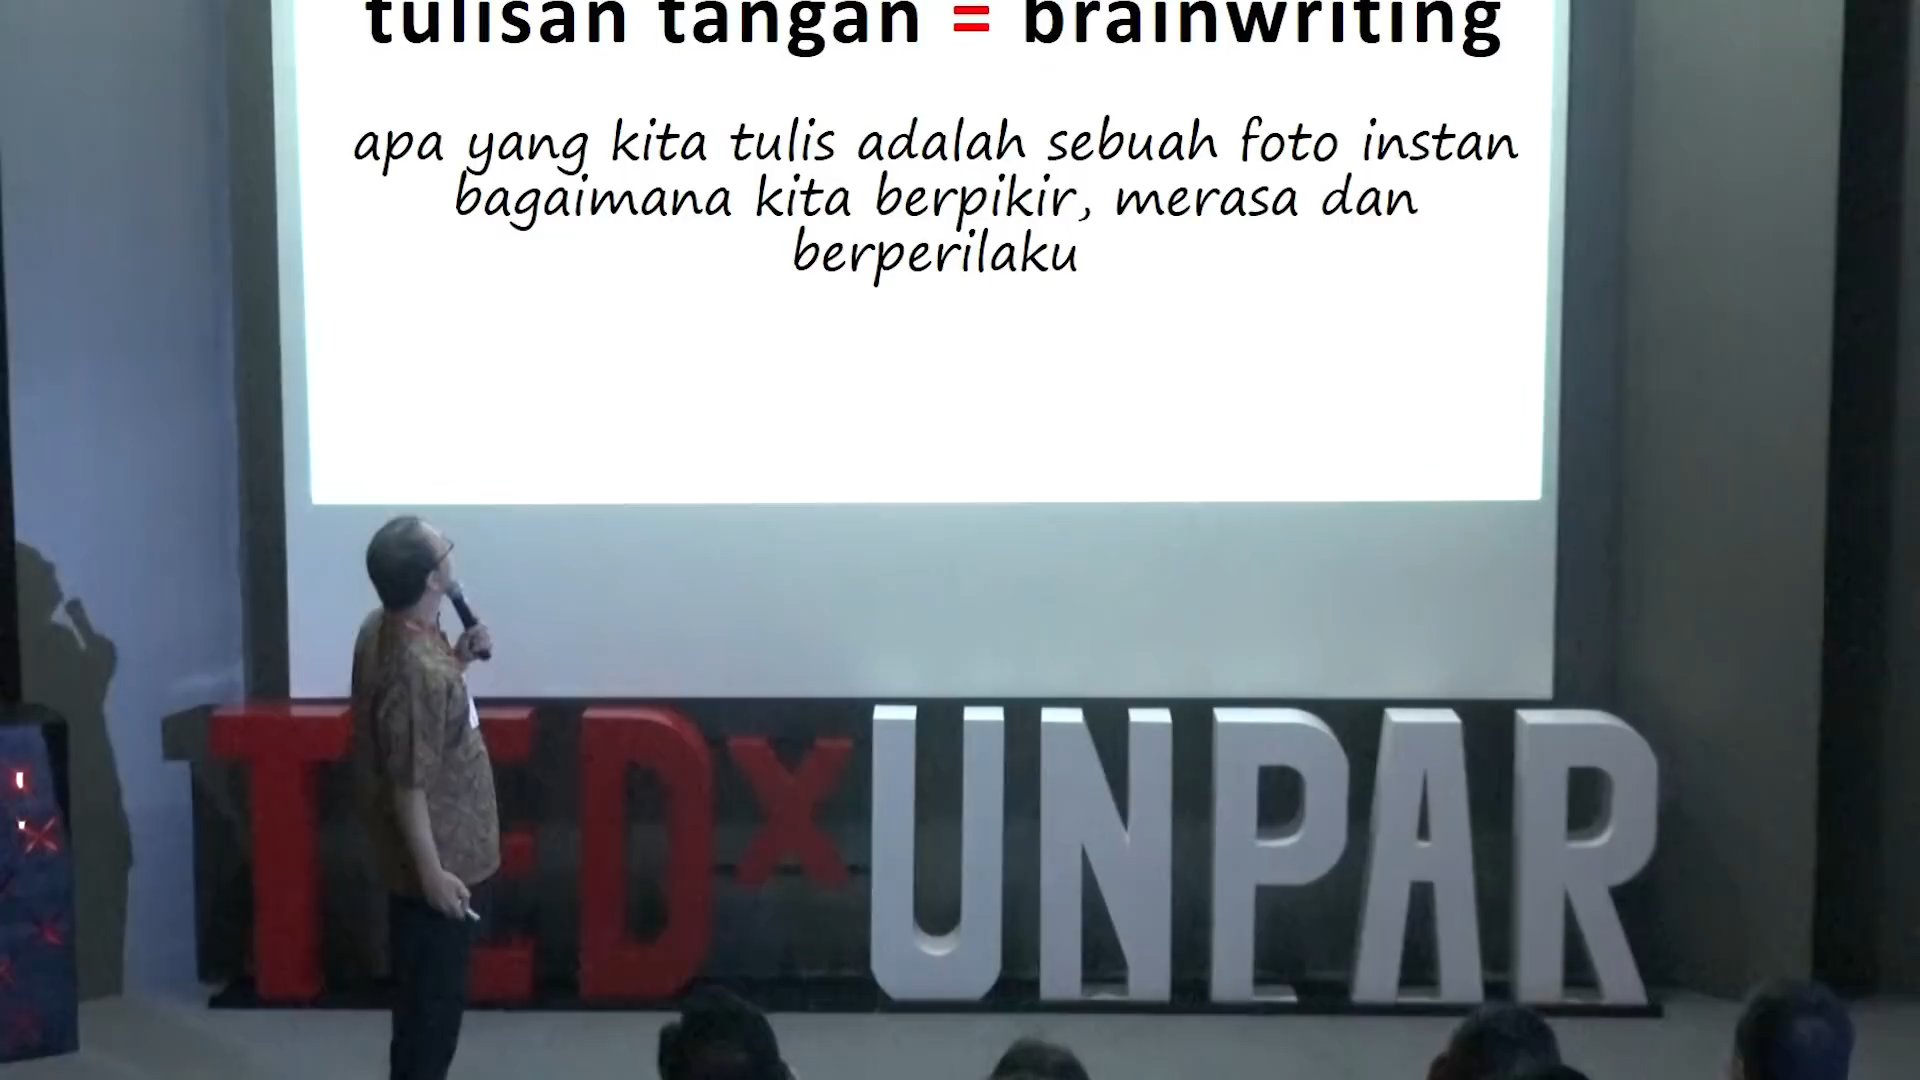 tulisan tangan = brainwriting
apa yang kita tulis adalah sebuah foto instan
bagaimana kita berpikir, merasa dan
berperilaku
TEDxUNPAR